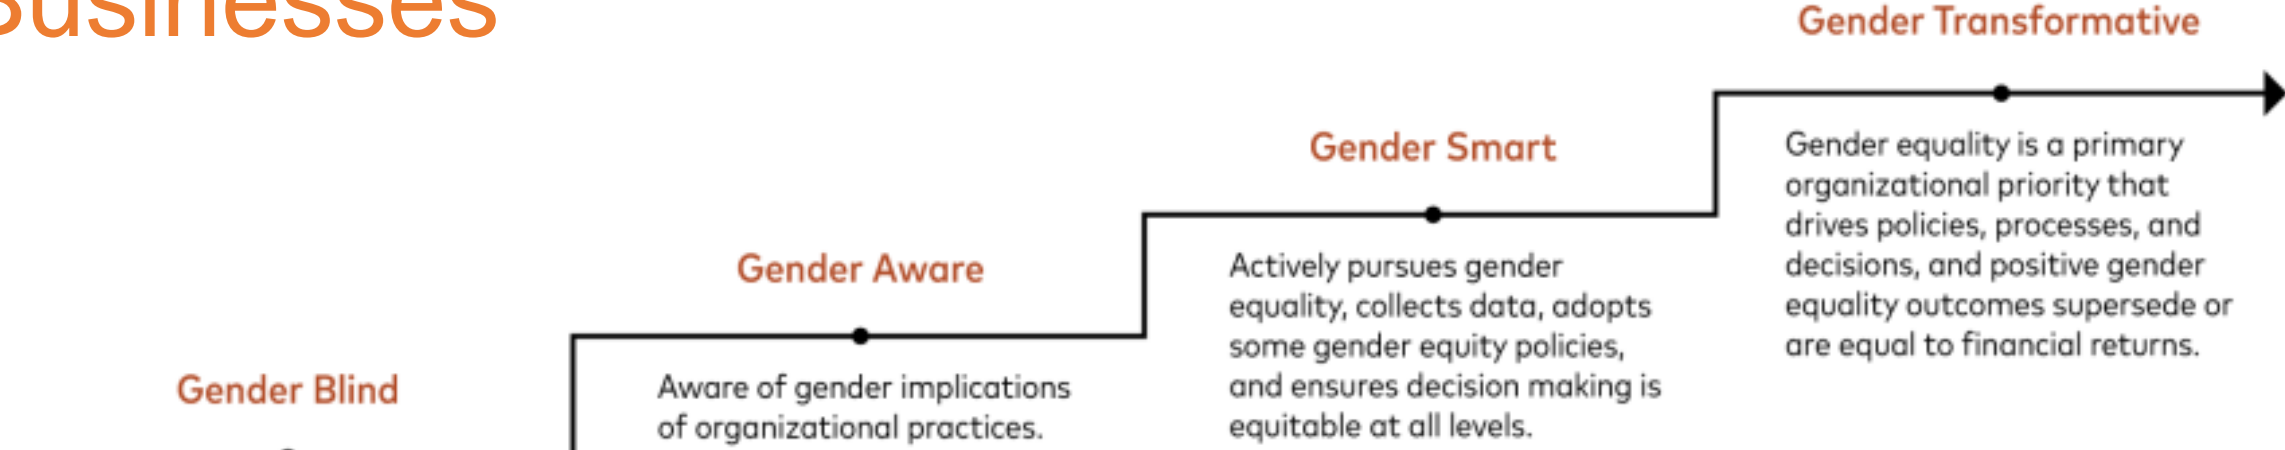 Businesses
Gender Transformative
Gender equality is a primary
organizational priority that
drives policies, processes, and
decisions, and positive gender
equality outcomes supersede or
are equal to financial returns.
Gender Smart
Actively pursues gender
equality, collects data, adopts
some gender equity policies,
and ensures decision making is
equitable at all levels.
Gender Aware
Aware of gender implications
of organizational practices.
Gender Blind